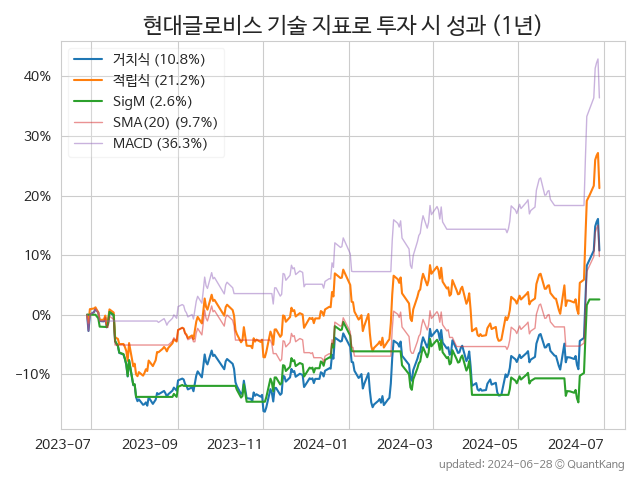 현대글로비스 기술 지표로 투자 시 성과 (1년)
거치식 (10.8%)
적립식 (21.2%)
SigM (2.6%)
SMA(20) (9.7%)
MACD (36.3%)
40%
30%
20%
10%
0%
−10%
2023-07 2023-09 2023-11 2024-01 2024-03 2024-05 2024-07
updated: 2024-06-28 © QuantKang